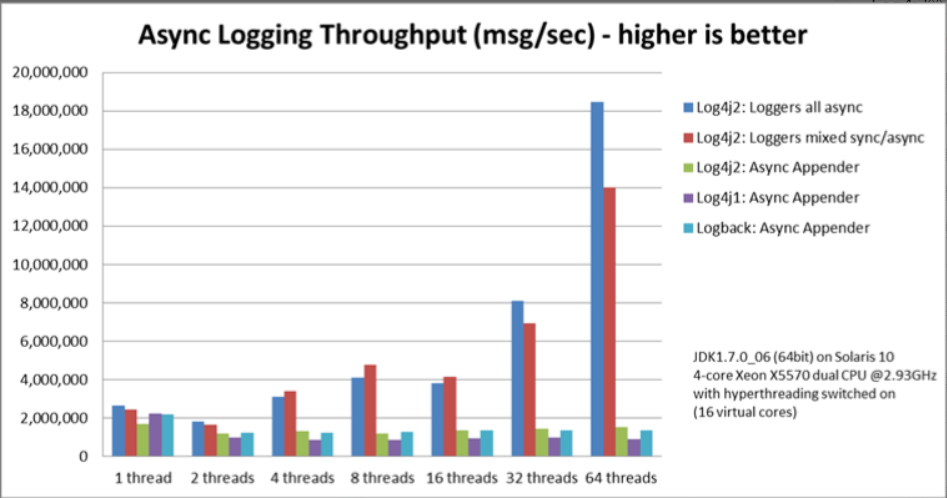 Async Logging Throughput (msg/sec) - higher is better
20,000,000
18,000,000
16,000,000
14,000,000
12,000,000
10,000,000
8,000,000
6,000,000
4,000,000
2,000,000
0
1 thread 2 threads 4 threads 8 threads 16 threads 32 threads 64 threads
Log4j2: Loggers all async
Log4j2: Loggers mixed sync/async
Log4j2: Async Appender
Log4j1: Async Appender
Logback: Async Appender
JDK1.7.0_06 (64bit) on Solaris 10
4-core Xeon X5570 dual CPU @2.93GHz
with hyperthreading switched on
(16 virtual cores)